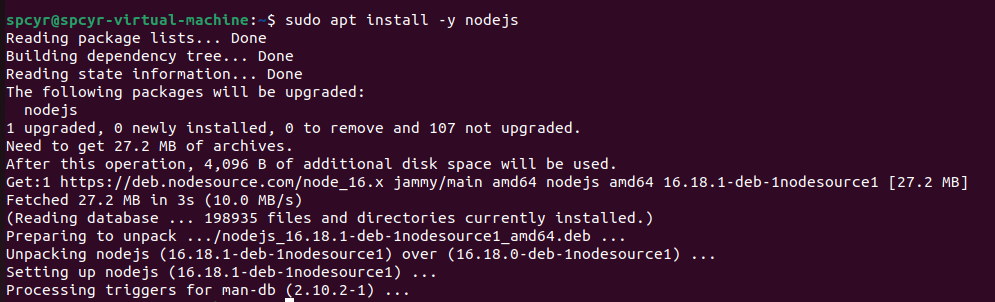 spcyr@spcyr-virtual-machine:~$ sudo apt install -y nodejs
Reading package lists... Done
Building dependency tree... Done
Reading state information... Done
The following packages will be upgraded:
  nodejs
1 upgraded, 0 newly installed, 0 to remove and 107 not upgraded.
Need to get 27.2 MB of archives.
After this operation, 4,096 B of additional disk space will be used.
Get:1 https://deb.nodesource.com/node_16.x jammy/main amd64 nodejs amd64 16.18.1-deb-1nodesource1 [27.2 MB]
Fetched 27.2 MB in 3s (10.0 MB/s)
(Reading database ... 198935 files and directories currently installed.)
Preparing to unpack .../nodejs_16.18.1-deb-1nodesource1_amd64.deb ...
Unpacking nodejs (16.18.1-deb-1nodesource1) over (16.18.0-deb-1nodesource1) ...
Setting up nodejs (16.18.1-deb-1nodesource1) ...
Processing triggers for man-db (2.10.2-1) ...